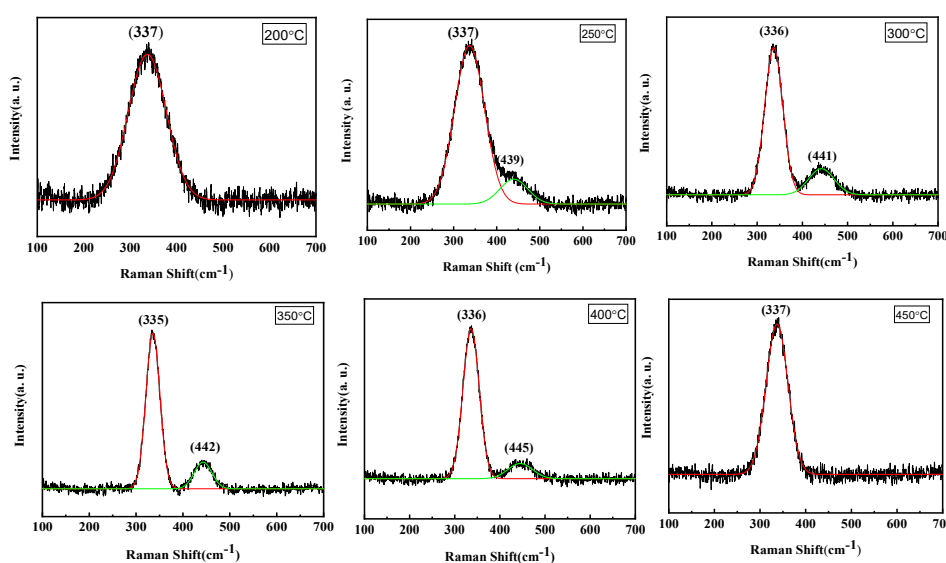 (337)
200°C
Intensity(a. u.)
100 200 300 400 500 600 700
Raman Shift(cm-1)
(337)
250°C
(439)
Intensity (a. u.)
100 200 300 400 500 600 700
Raman Shift (cm-1)
(336)
300°C
(441)
Intensity(a. u.)
100 200 300 400 500 600 700
Raman Shift(cm-1)
(335)
350°C
(442)
Intensity(a. u.)
100 200 300 400 500 600 700
Raman Shift(cm-1)
(336)
400°C
(445)
Intensity(a. u.)
100 200 300 400 500 600 700
Raman Shift(cm-1)
(337)
450°C
Intensity(a. u.)
100 200 300 400 500 600 700
Raman Shift(cm-1)